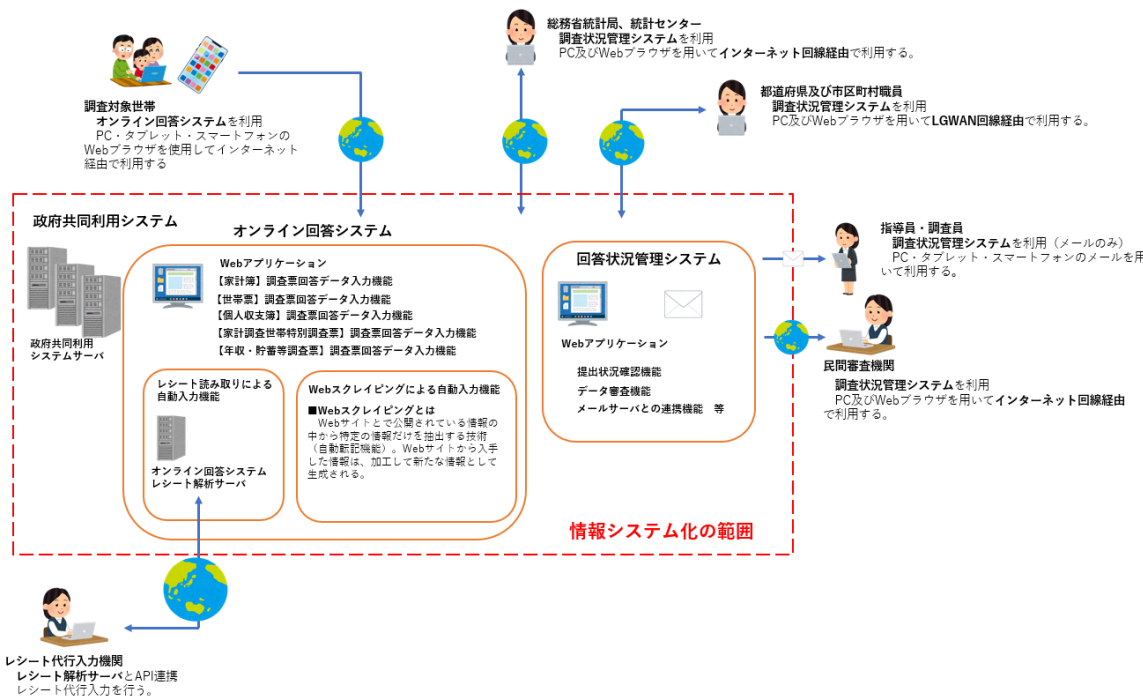 総務省統計局、統計センター
調査状況管理システムを利用
PC及びWebブラウザを用いてインターネット回線経由で利用する。
都道府県及び市区町村職員
調査状況管理システムを利用
PC及びWebブラウザを用いてLGWAN回線経由で利用する。
調査対象世帯
オンライン回答システムを利用
PC・タブレット・スマートフォンの
Webブラウザを使用してインターネット
経由で利用する
政府共同利用システム
政府共同利用
システムサーバ
オンライン回答システム
Webアプリケーション
【家計簿】調査票回答データ入力機能
【世帯票】調査票回答データ入力機能
【個人収支簿】調査票回答データ入力機能
【家計調査世帯特別調査票】調査票回答データ入力機能
【年収・貯蓄等調査票】調査票回答データ入力機能
レシート読み取りによる
自動入力機能
オンライン回答システム
レシート解析サーバ
Webスクレイピングによる自動入力機能
■Webスクレイピングとは
Webサイトとで公開されている情報の
中から特定の情報だけを抽出する技術
（自動転記機能）。Webサイトから入手
した情報は、加工して新たな情報として
生成される。
回答状況管理システム
Webアプリケーション
提出状況確認機能
データ審査機能
メールサーバとの連携機能　等
情報システム化の範囲
指導員・調査員
調査状況管理システムを利用（メールのみ）
PC・タブレット・スマートフォンのメールを用
いて利用する。
民間審査機関
調査状況管理システムを利用
PC及びWebブラウザを用いてインターネット回線経由
で利用する。
レシート代行入力機関
レシート解析サーバとAPI連携
レシート代行入力を行う。